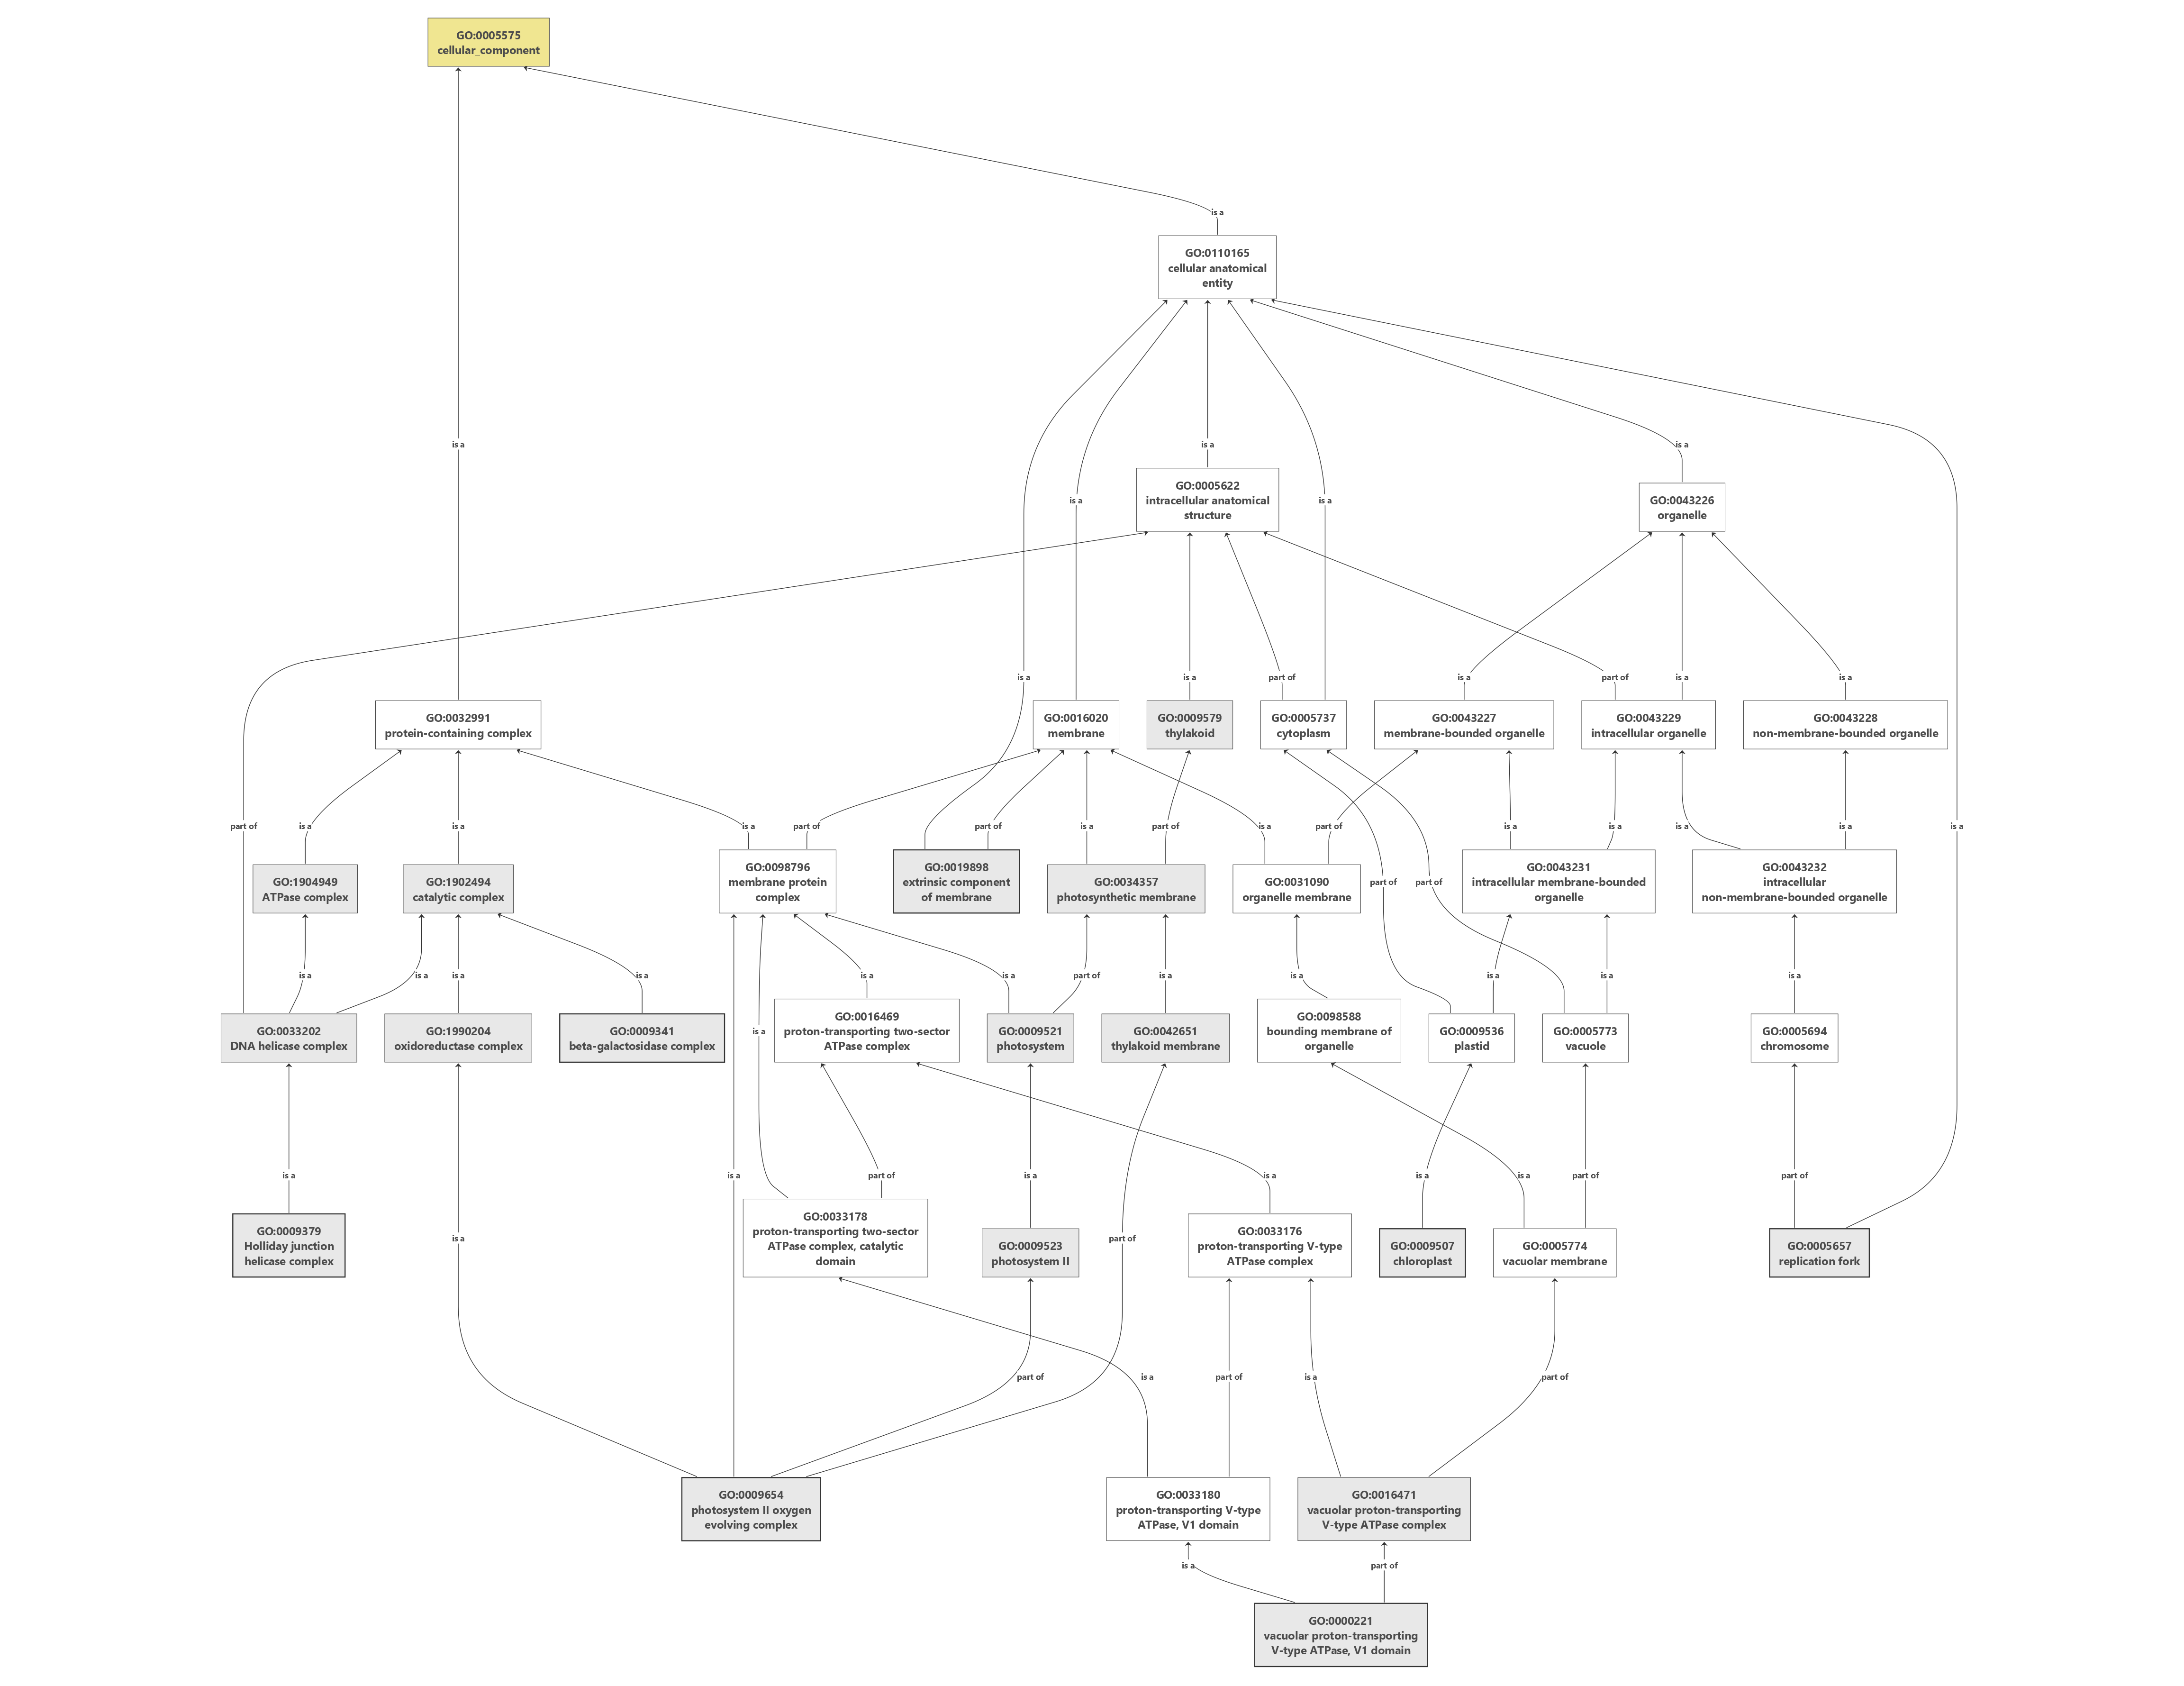 GO:0005575
cellular_component
is a
GO:0110165
cellular anatomical
entity
is a
is a
is a
is a
is a
GO:0005622
intracellular anatomical
structure
GO:0043226
organelle
is a
is a
part of
is a
part of
is a
is a
GO:0032991
protein-containing complex
GO:0016020
membrane
GO:0009579
thylakoid
GO:0005737
cytoplasm
GO:0043227
membrane-bounded organelle
GO:0043229
intracellular organelle
GO:0043228
non-membrane-bounded organelle
part of
is a
is a
is a
part of
part of
is a
part of
is a
part of
is a
is a
is a
is a
is a
GO:1904949
ATPase complex
GO:1902494
catalytic complex
GO:0098796
membrane protein
complex
GO:0019898
extrinsic component
of membrane
GO:0034357
photosynthetic membrane
GO:0031090
organelle membrane
part of
part of
GO:0043231
intracellular membrane-bounded
organelle
GO:0043232
intracellular
non-membrane-bounded organelle
is a
is a
is a
is a
is a
is a
part of
is a
is a
is a
is a
is a
GO:0033202
DNA helicase complex
GO:1990204
oxidoreductase complex
GO:0009341
beta-galactosidase complex
is a
GO:0016469
proton-transporting two-sector
ATPase complex
GO:0009521
photosystem
GO:0042651
thylakoid membrane
GO:0098588
bounding membrane of
organelle
GO:0009536
plastid
GO:0005773
vacuole
GO:0005694
chromosome
is a
is a
part of
is a
is a
is a
is a
part of
part of
GO:0009379
Holliday junction
helicase complex
is a
GO:0033178
proton-transporting two-sector
ATPase complex, catalytic
domain
GO:0009523
photosystem II
part of
GO:0033176
proton-transporting V-type
ATPase complex
GO:0009507
chloroplast
GO:0005774
vacuolar membrane
GO:0005657
replication fork
part of
is a
part of
is a
part of
GO:0009654
photosystem II oxygen
evolving complex
GO:0033180
proton-transporting V-type
ATPase, V1 domain
GO:0016471
vacuolar proton-transporting
V-type ATPase complex
is a
part of
GO:0000221
vacuolar proton-transporting
V-type ATPase, V1 domain